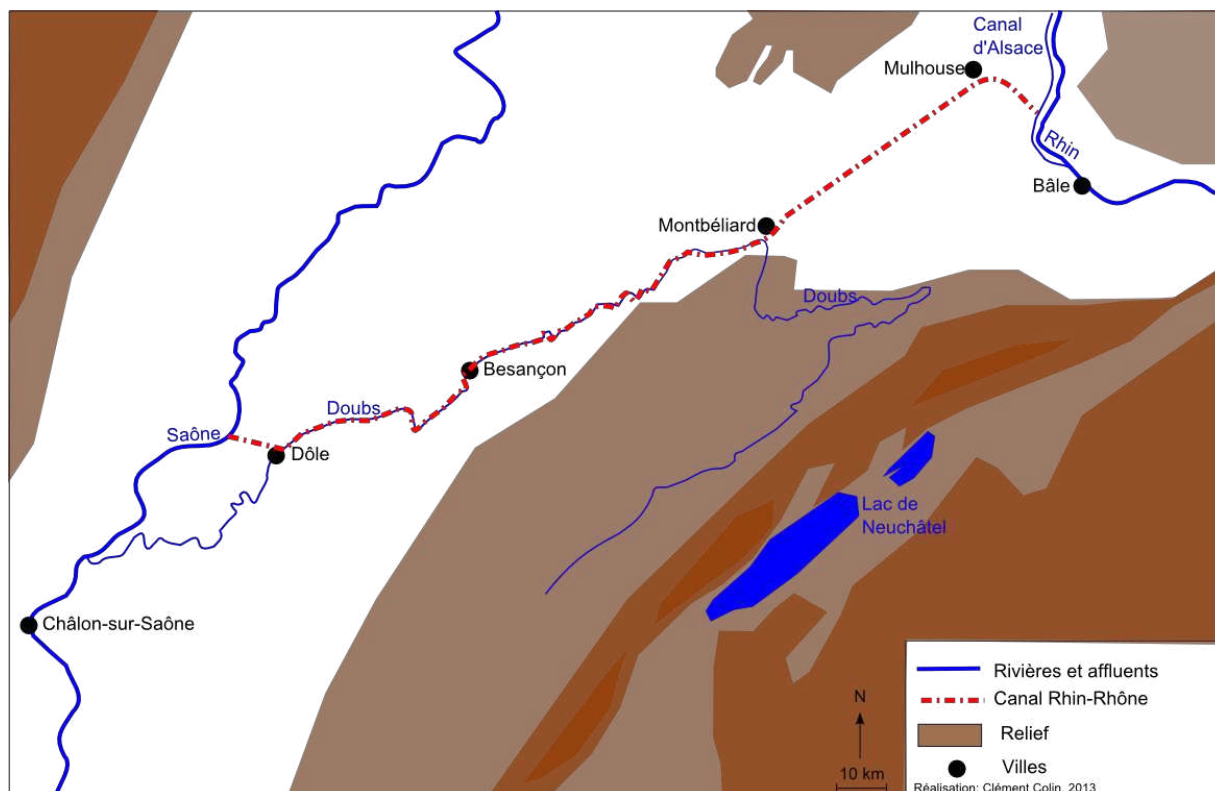 Canal
d'Alsace
Mulhouse
Rhin
Bâle
Montbéliard
Doubs
Besançon
Doubs
Saône
Dôle
Lac de
Neuchâtel
Châlon-sur-Saône
Rivières et affluents
Canal Rhin-Rhône
Relief
Villes
N
10 km
Réalisation: Clément Colin, 2013